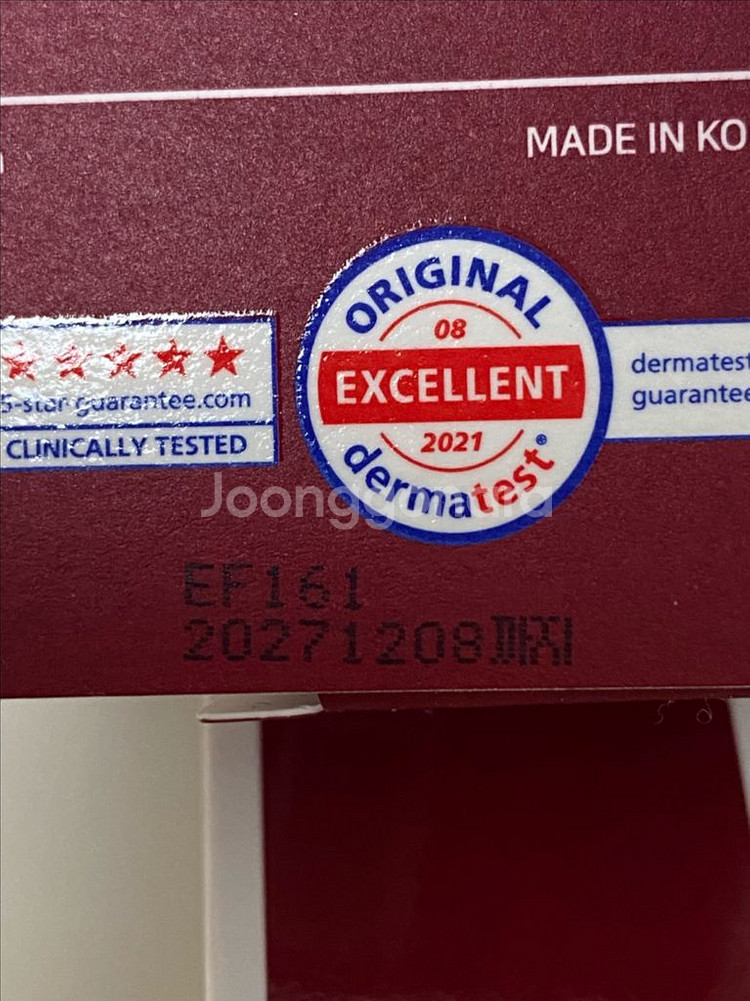 MADE IN KO
ORIGINAL
08
EXCELLENT
2021
dermatest®
5-star-guarantee.com
CLINICALLY TESTED
dermatest
guarantee
Joonggonara
EF161
20271208까지